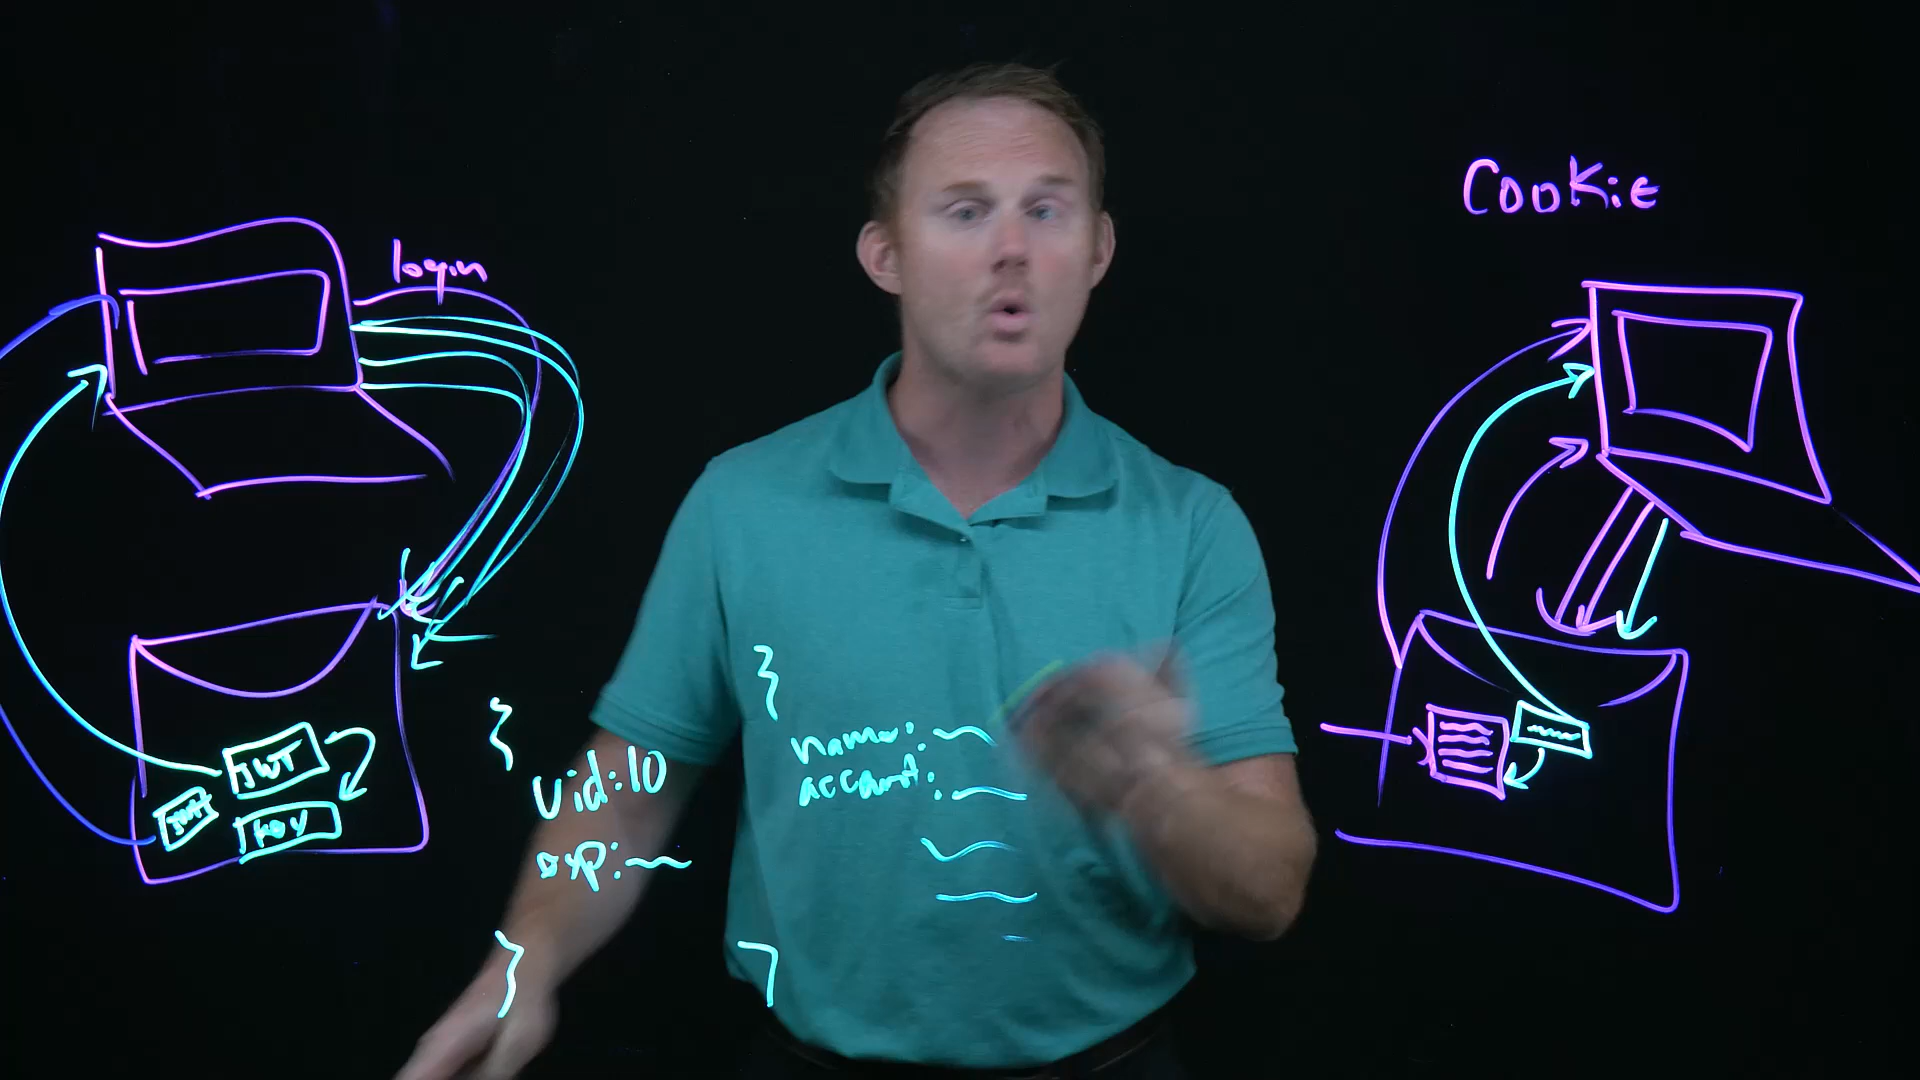 Cookie
login
{
name:
account:
{
uid:10
JWT
exp:
JWT
KEY
}
}